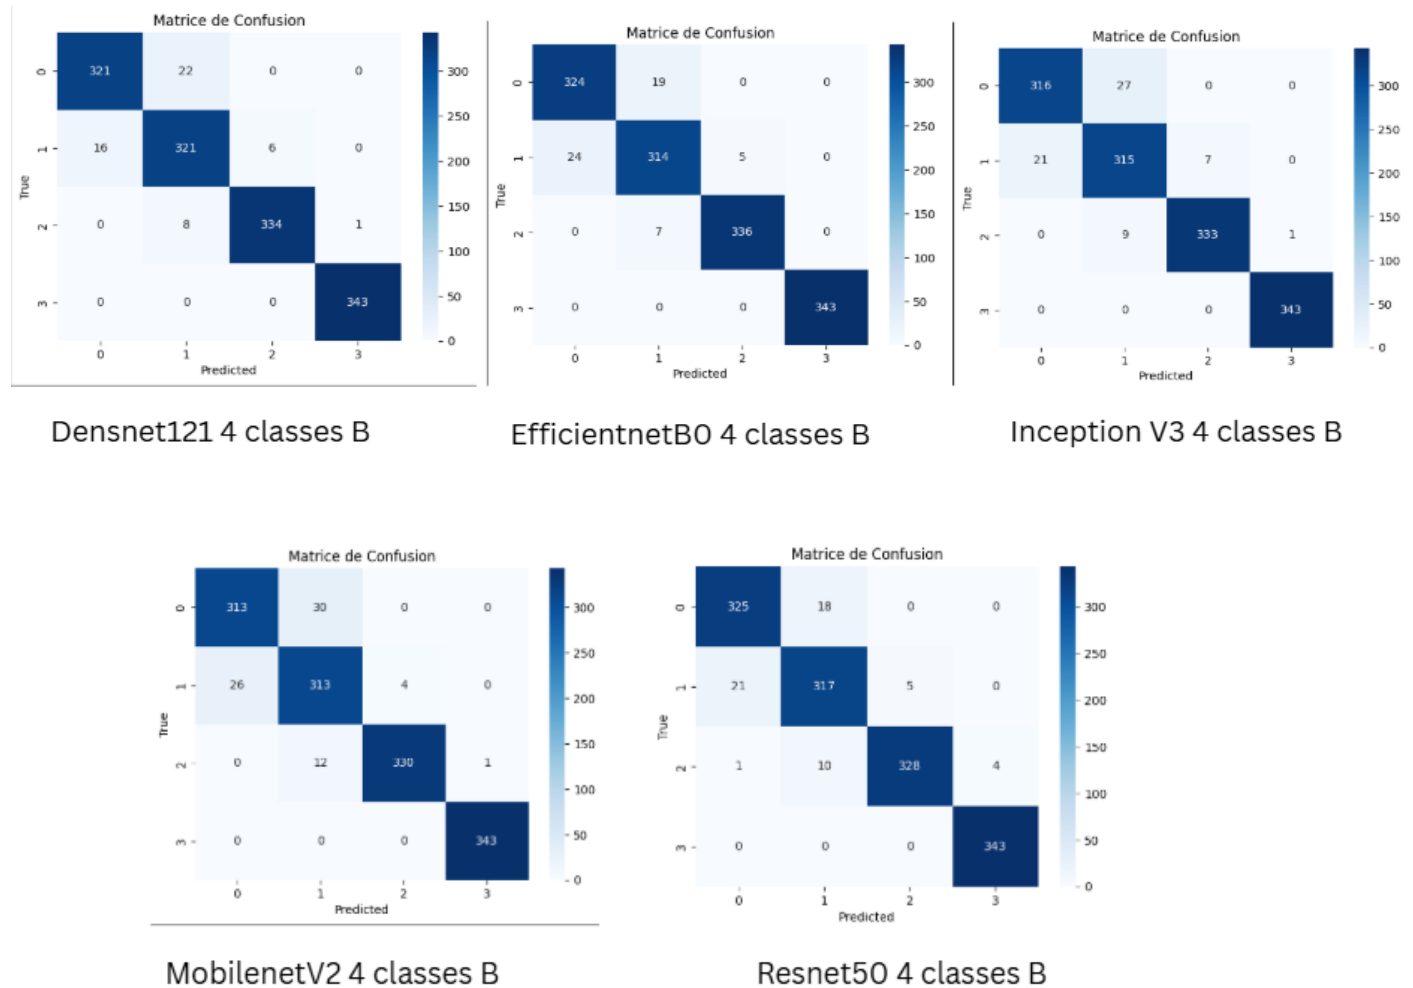 Matrice de Confusion
0 321 22 0 0
1 16 321 6 0
2 0 8 334 1
3 0 0 0 343
0 1 2 3
True
Predicted
300
250
200
150
100
50
0
Densnet121 4 classes B
Matrice de Confusion
0 324 19 0 0
1 24 314 5 0
2 0 7 336 0
3 0 0 0 343
0 1 2 3
True
Predicted
300
250
200
150
100
50
0
EfficientnetB0 4 classes B
Matrice de Confusion
0 316 27 0 0
1 21 315 7 0
2 0 9 333 1
3 0 0 0 343
0 1 2 3
True
Predicted
300
250
200
150
100
50
0
Inception V3 4 classes B
Matrice de Confusion
0 313 30 0 0
1 26 313 4 0
2 0 12 330 1
3 0 0 0 343
0 1 2 3
True
Predicted
300
250
200
150
100
50
0
MobilenetV2 4 classes B
Matrice de Confusion
0 325 18 0 0
1 21 317 5 0
2 1 10 328 4
3 0 0 0 343
0 1 2 3
True
Predicted
300
250
200
150
100
50
0
Resnet50 4 classes B